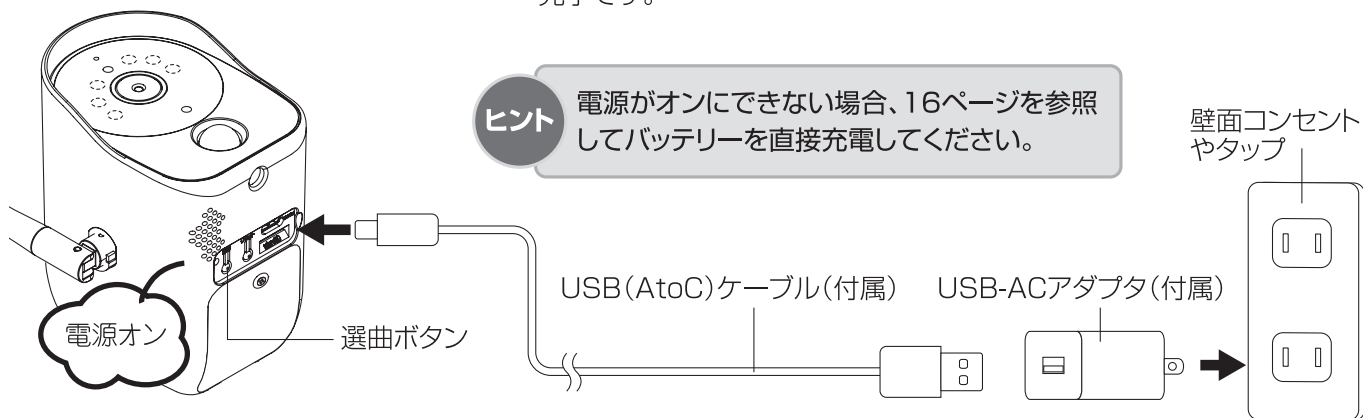 ヒント
電源がオンにできない場合、16ページを参照
してバッテリーを直接充電してください。
壁面コンセント
やタップ
USB（AtoC）ケーブル（付属）
USB-ACアダプタ（付属）
電源オン
選曲ボタン